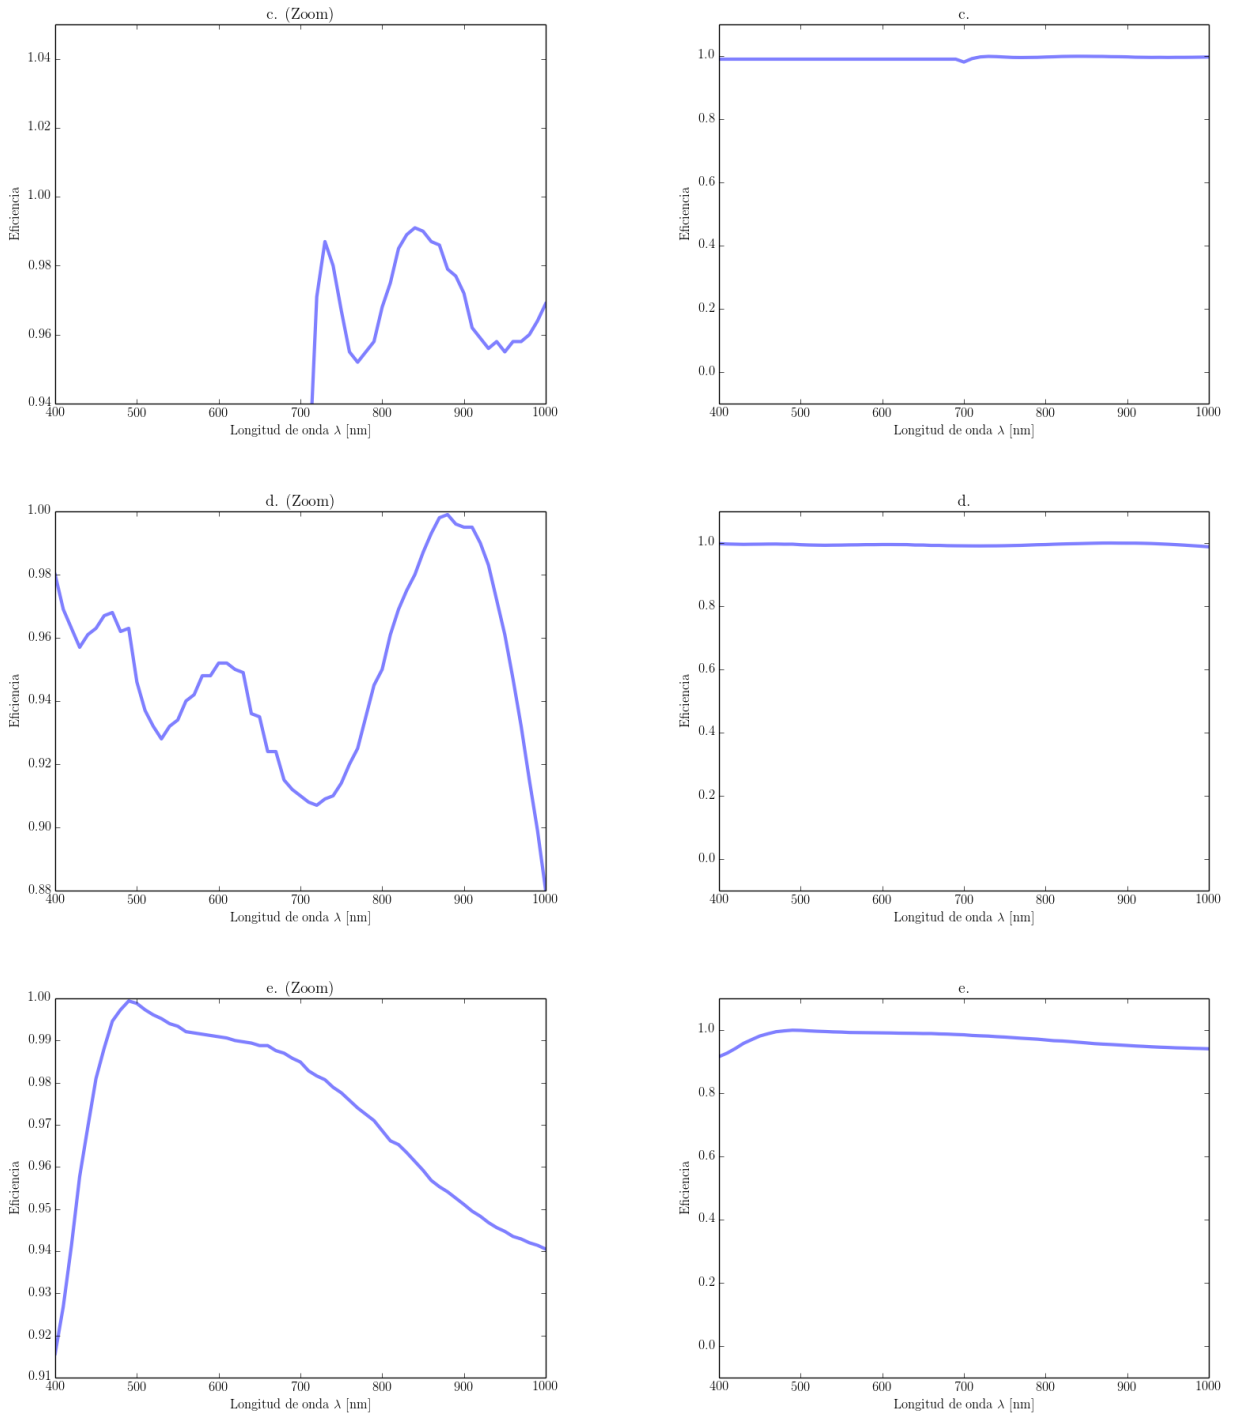 c. (Zoom)
1.04
1.02
1.00
0.98
0.96
0.94
Eficiencia
400 500 600 700 800 900 1000
Longitud de onda λ [nm]
c.
1.0
0.8
0.6
0.4
0.2
0.0
Eficiencia
400 500 600 700 800 900 1000
Longitud de onda λ [nm]
d. (Zoom)
1.00
0.98
0.96
0.94
0.92
0.90
0.88
Eficiencia
400 500 600 700 800 900 1000
Longitud de onda λ [nm]
d.
1.0
0.8
0.6
0.4
0.2
0.0
Eficiencia
400 500 600 700 800 900 1000
Longitud de onda λ [nm]
e. (Zoom)
1.00
0.99
0.98
0.97
0.96
0.95
0.94
0.93
0.92
0.91
Eficiencia
400 500 600 700 800 900 1000
Longitud de onda λ [nm]
e.
1.0
0.8
0.6
0.4
0.2
0.0
Eficiencia
400 500 600 700 800 900 1000
Longitud de onda λ [nm]